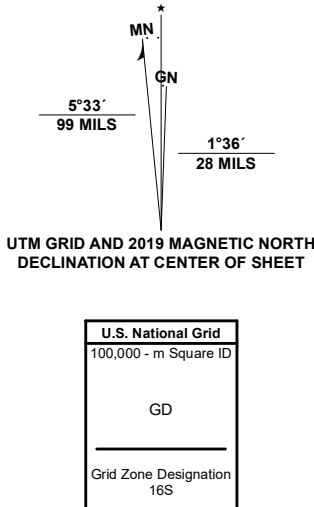 ★
MN
GN
5°33´
99 MILS
1°36´
28 MILS
UTM GRID AND 2019 MAGNETIC NORTH
DECLINATION AT CENTER OF SHEET
U.S. National Grid
100,000 - m Square ID
GD
Grid Zone Designation
16S